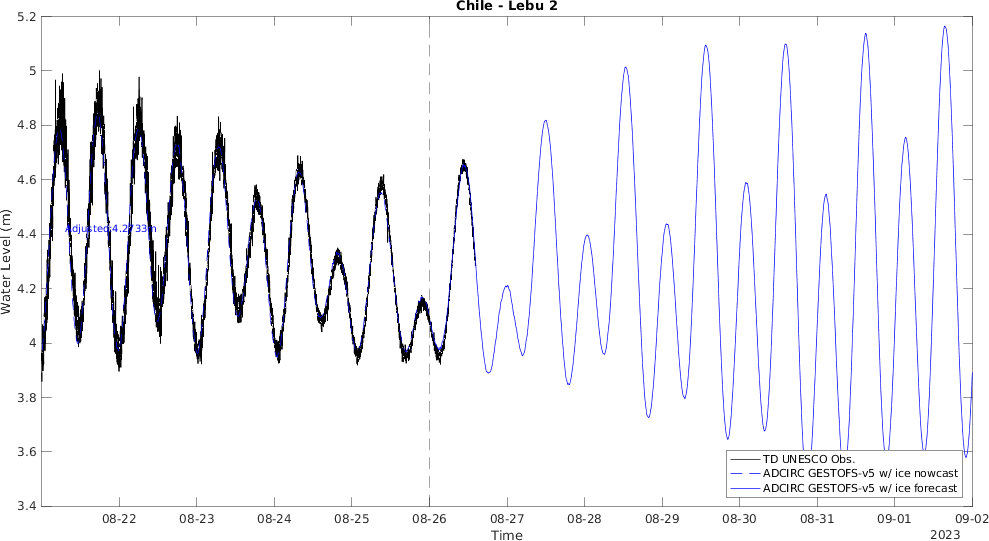 Chile - Lebu 2
5.2
5
4.8
4.6
4.4
4.2
4
3.8
3.6
3.4
Water Level (m)
Adjusted:4.2733m
TD UNESCO Obs.
ADCIRC GESTOFS-v5 w/ ice nowcast
ADCIRC GESTOFS-v5 w/ ice forecast
08-22 08-23 08-24 08-25 08-26 08-27 08-28 08-29 08-30 08-31 09-01 09-02
Time
2023